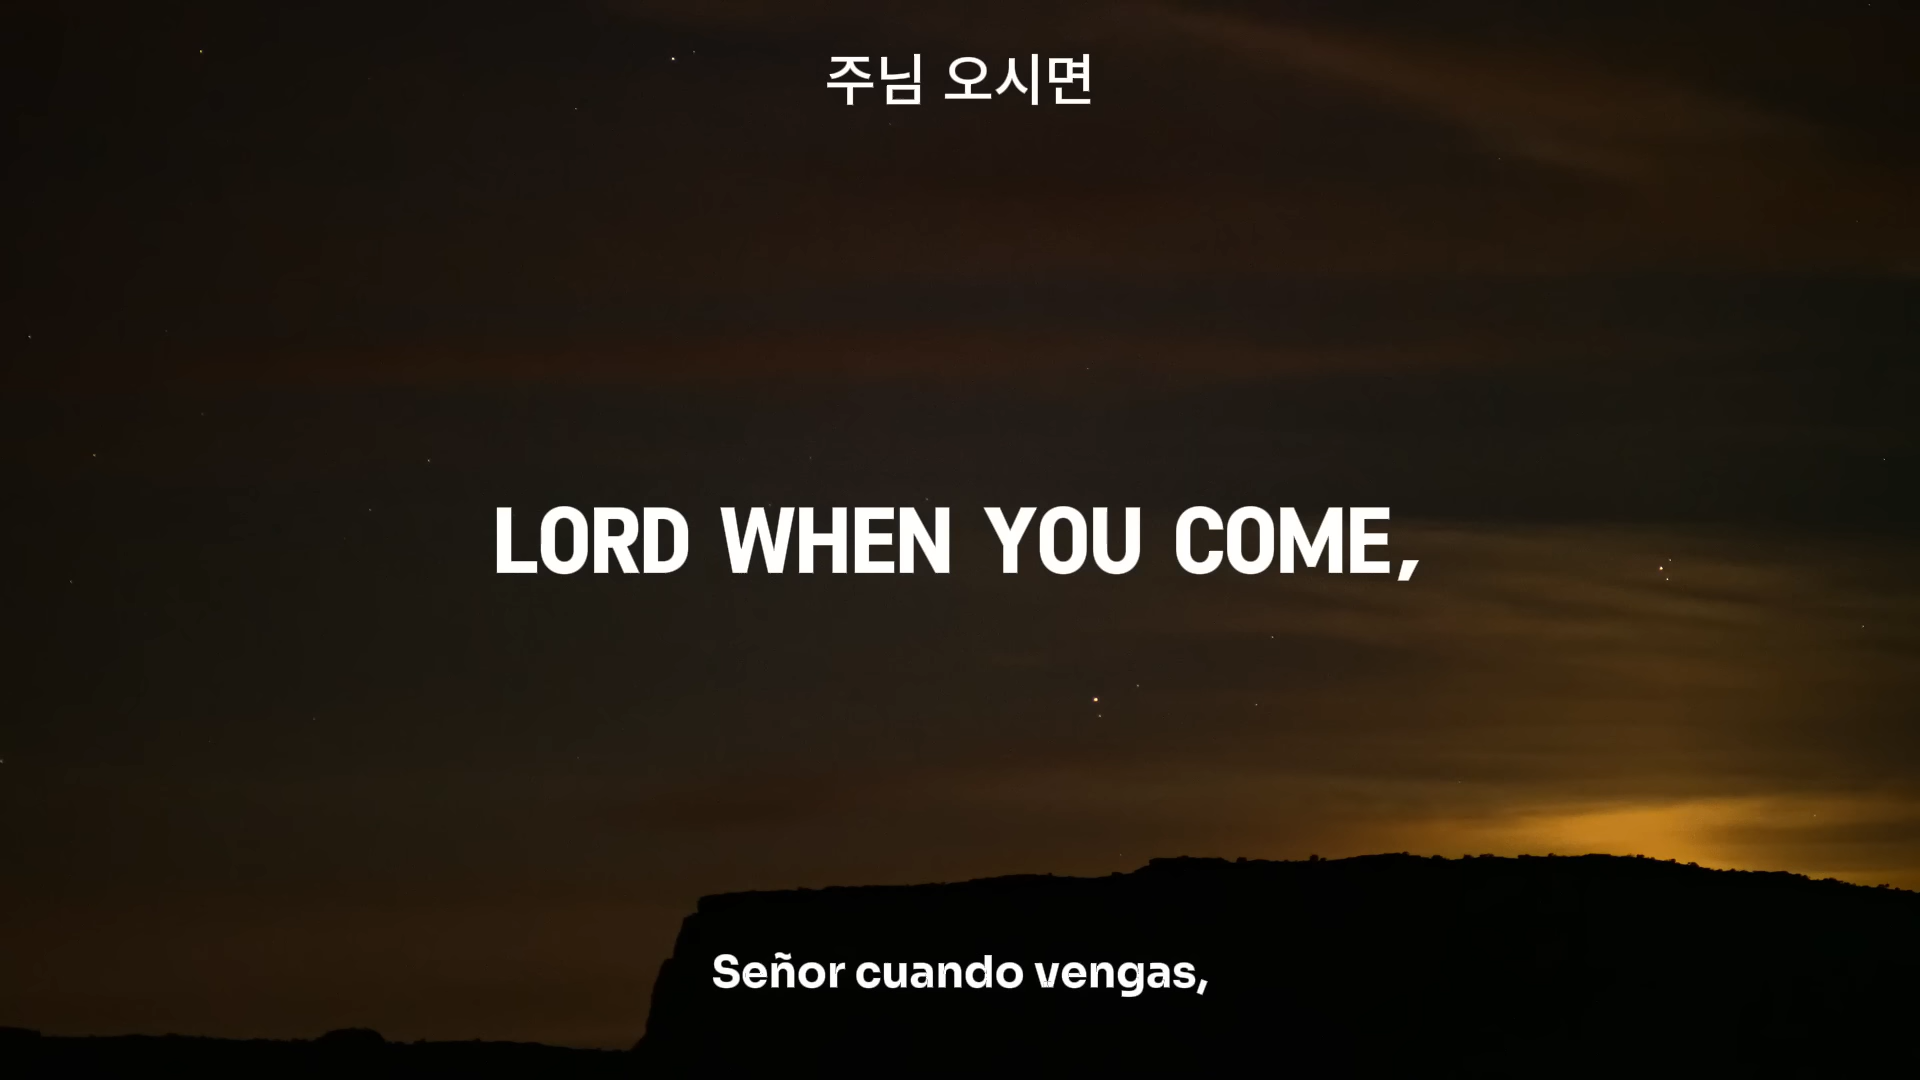 주님 오시면
LORD WHEN YOU COME,
Señor cuando vengas,